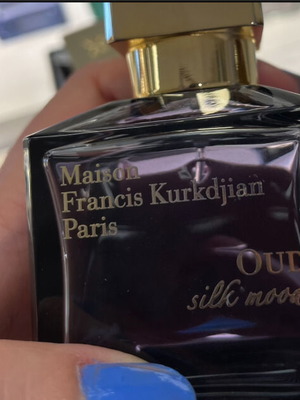 Maison
Francis Kurkdjian
Paris
OUD
silk mood